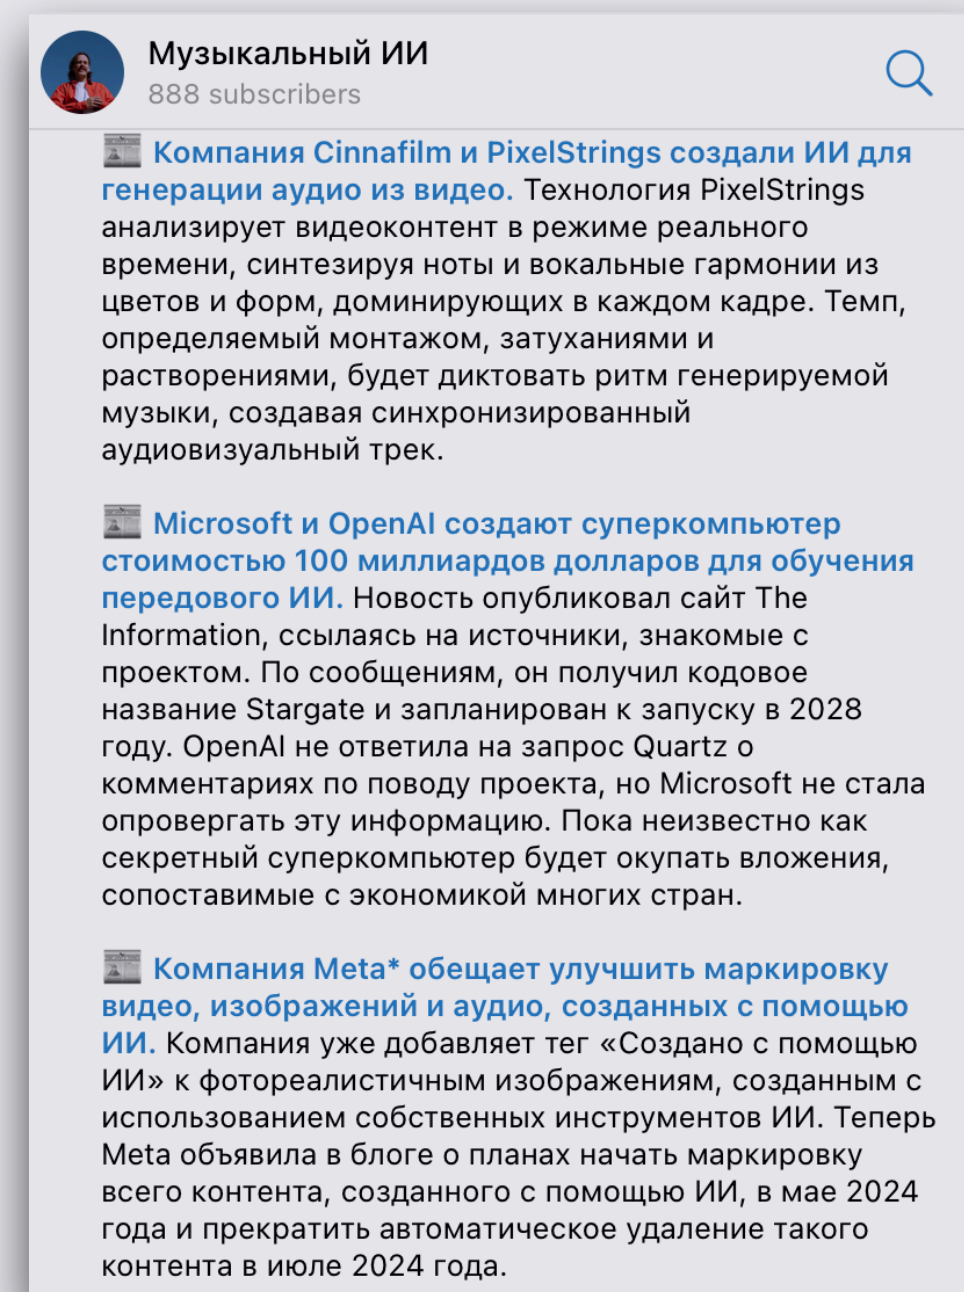 Музыкальный ИИ
888 subscribers
Компания Cinnafilm и PixelStrings создали ИИ для
генерации аудио из видео. Технология PixelStrings
анализирует видеоконтент в режиме реального
времени, синтезируя ноты и вокальные гармонии из
цветов и форм, доминирующих в каждом кадре. Темп,
определяемый монтажом, затуханиями и
растворениями, будет диктовать ритм генерируемой
музыки, создавая синхронизированный
аудиовизуальный трек.
Microsoft и OpenAI создают суперкомпьютер
стоимостью 100 миллиардов долларов для обучения
передового ИИ. Новость опубликовал сайт The
Information, ссылаясь на источники, знакомые с
проектом. По сообщениям, он получил кодовое
название Stargate и запланирован к запуску в 2028
году. OpenAI не ответила на запрос Quartz о
комментариях по поводу проекта, но Microsoft не стала
опровергать эту информацию. Пока неизвестно как
секретный суперкомпьютер будет окупать вложения,
сопоставимые с экономикой многих стран.
Компания Meta* обещает улучшить маркировку
видео, изображений и аудио, созданных с помощью
ИИ. Компания уже добавляет тег «Создано с помощью
ИИ» к фотореалистичным изображениям, созданным с
использованием собственных инструментов ИИ. Теперь
Meta объявила в блоге о планах начать маркировку
всего контента, созданного с помощью ИИ, в мае 2024
года и прекратить автоматическое удаление такого
контента в июле 2024 года.